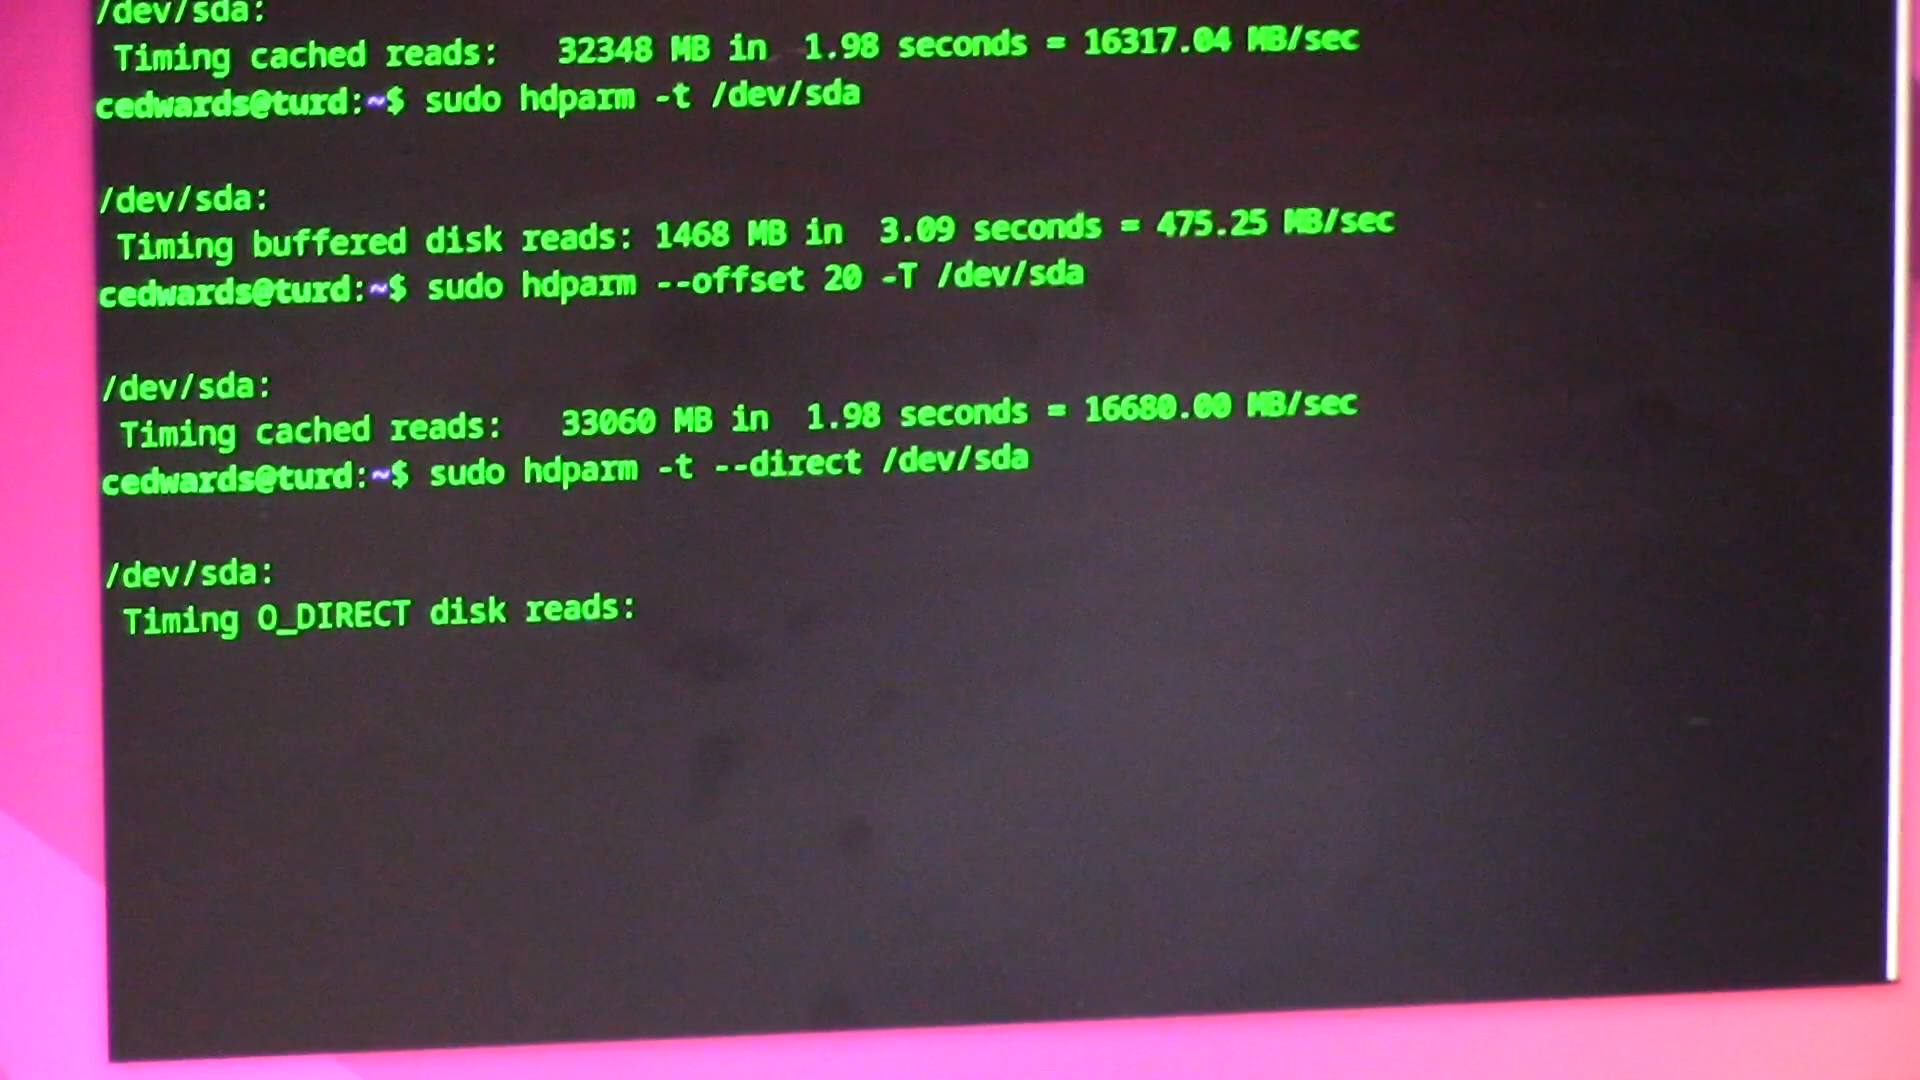 /dev/sda:
Timing cached reads: 32348 MB in 1.98 seconds = 16317.04 MB/sec
cedwards@turd:~$ sudo hdparm -t /dev/sda
/dev/sda:
Timing buffered disk reads: 1468 MB in 3.09 seconds = 475.25 MB/sec
cedwards@turd:~$ sudo hdparm --offset 20 -T /dev/sda
/dev/sda:
Timing cached reads: 33060 MB in 1.98 seconds = 16680.00 MB/sec
cedwards@turd:~$ sudo hdparm -t --direct /dev/sda
/dev/sda:
Timing O_DIRECT disk reads: